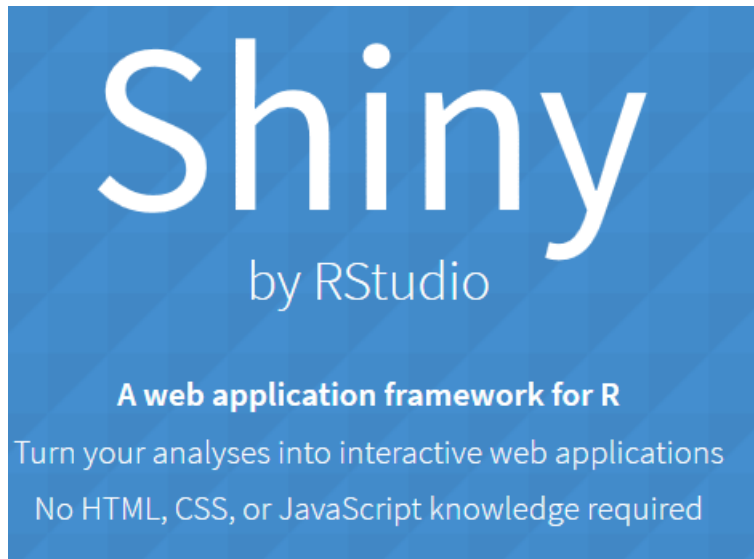 Shiny
by RStudio
A web application framework for R
Turn your analyses into interactive web applications
No HTML, CSS, or JavaScript knowledge required